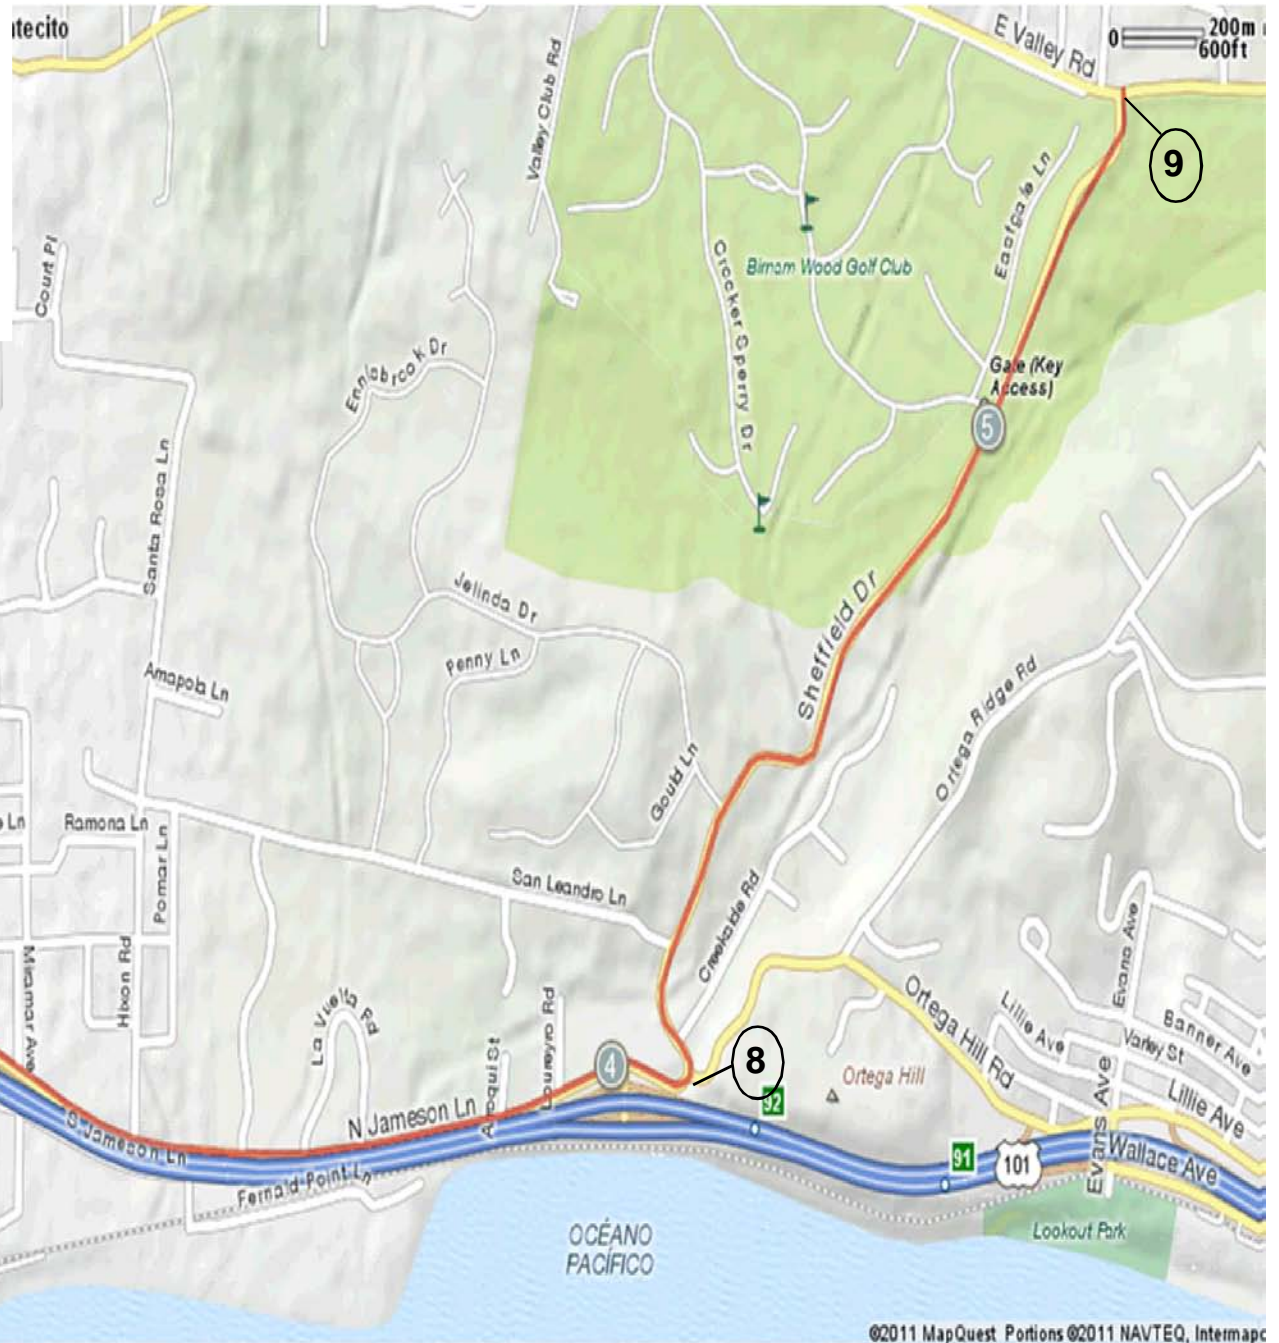 ntecito
E Valley Rd
0
200m
600ft
Valley Club Rd
9
Eastgate Ln
Court Pl
Crocker Sperry Dr
Birnam Wood Golf Club
Ennisbrook Dr
Gate (Key
Access)
5
Santa Rosa Ln
Jelinda Dr
Penny Ln
Sheffield Dr
Amapola Ln
Ortega Ridge Rd
Gould Ln
Ln
Ramona Ln
Pomar Ln
San Leandro Ln
Creekside Rd
Evans Ave
Miramar Ave
Hixon Rd
La Vuelta Rd
Loureyro Rd
Ortega Hill Rd
Lillie Ave
Banner Ave
Varley St
4
8
Ortega Hill
92
N Jameson Ln
Lillie Ave
S Jameson Ln
Evans Ave
91
101
Wallace Ave
Fernald Point Ln
Lookout Park
OCÉANO
PACÍFICO
©2011 MapQuest Portions ©2011 NAVTEQ, Intermap